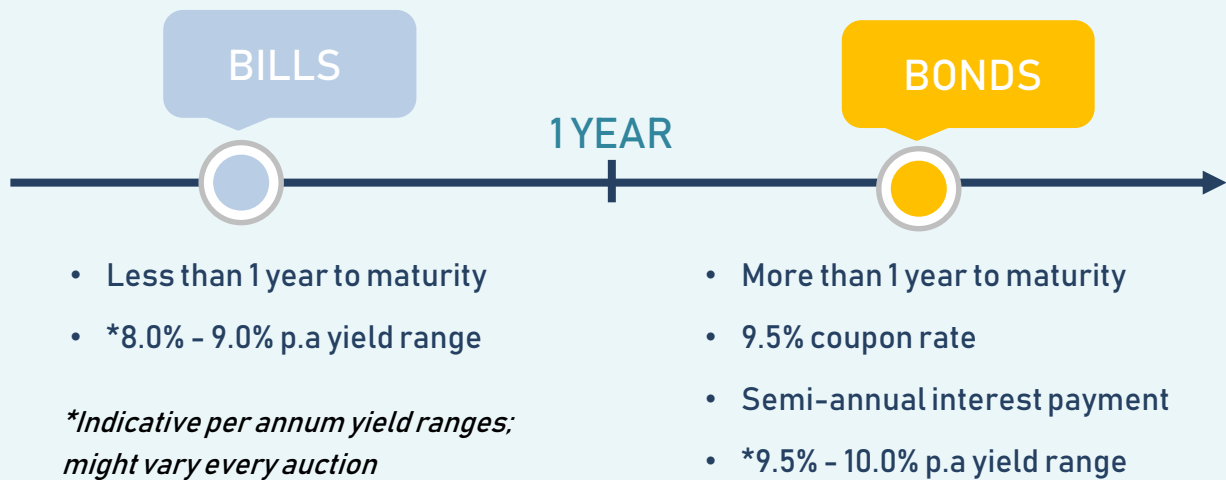 BILLS
BONDS
1 YEAR
• Less than 1 year to maturity
• *8.0% - 9.0% p.a yield range
*Indicative per annum yield ranges;
might vary every auction
• More than 1 year to maturity
• 9.5% coupon rate
• Semi-annual interest payment
• *9.5% - 10.0% p.a yield range